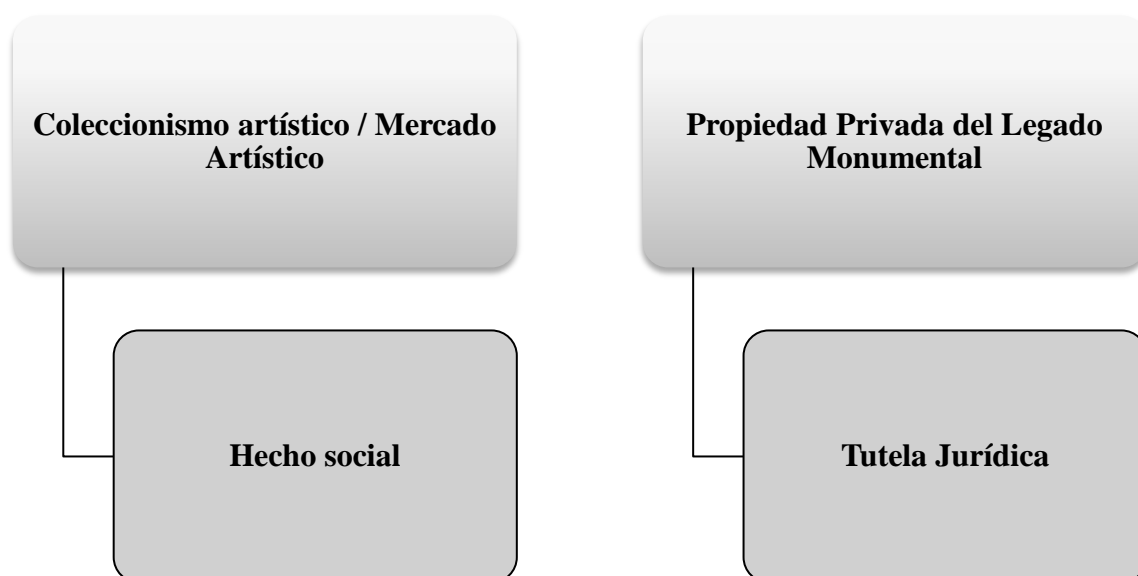 Coleccionismo artístico / Mercado
Artístico
Hecho social
Propiedad Privada del Legado
Monumental
Tutela Jurídica